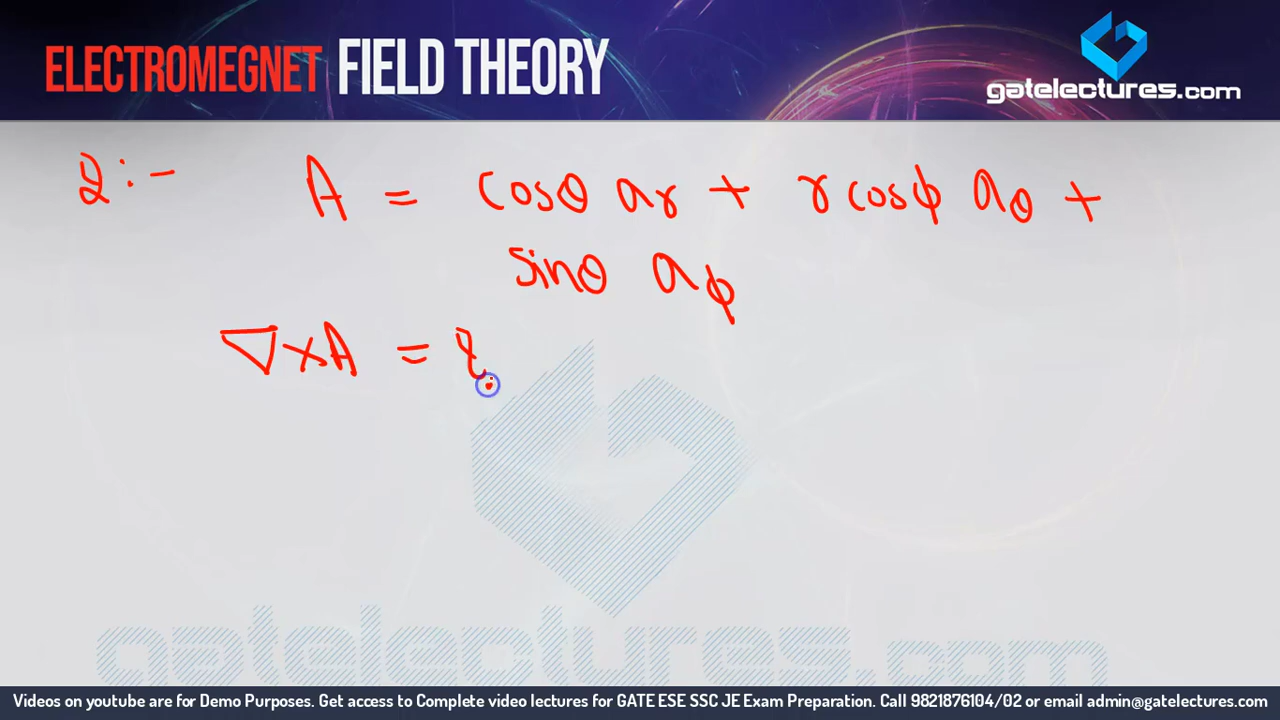 ELECTROMEGNET FIELD THEORY
gatelectures.com
Q:- A = cosθ ar + r cosϕ aθ +
sinθ aϕ
∇×A =
gatelectures.com
Videos on youtube are for Demo Purposes. Get access to Complete video lectures for GATE ESE SSC JE Exam Preparation. Call 9821876104/02 or email admin@gatelectures.com